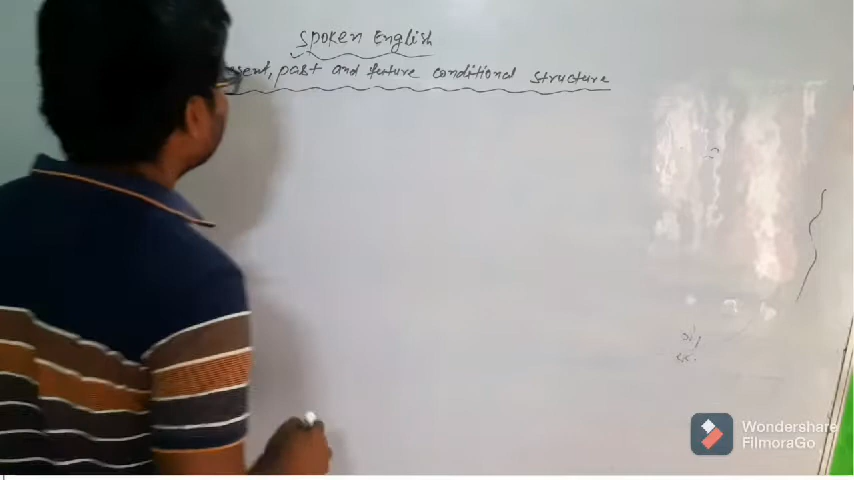 Spoken English
past and future conditional structure
Wondershare
FilmoraGo